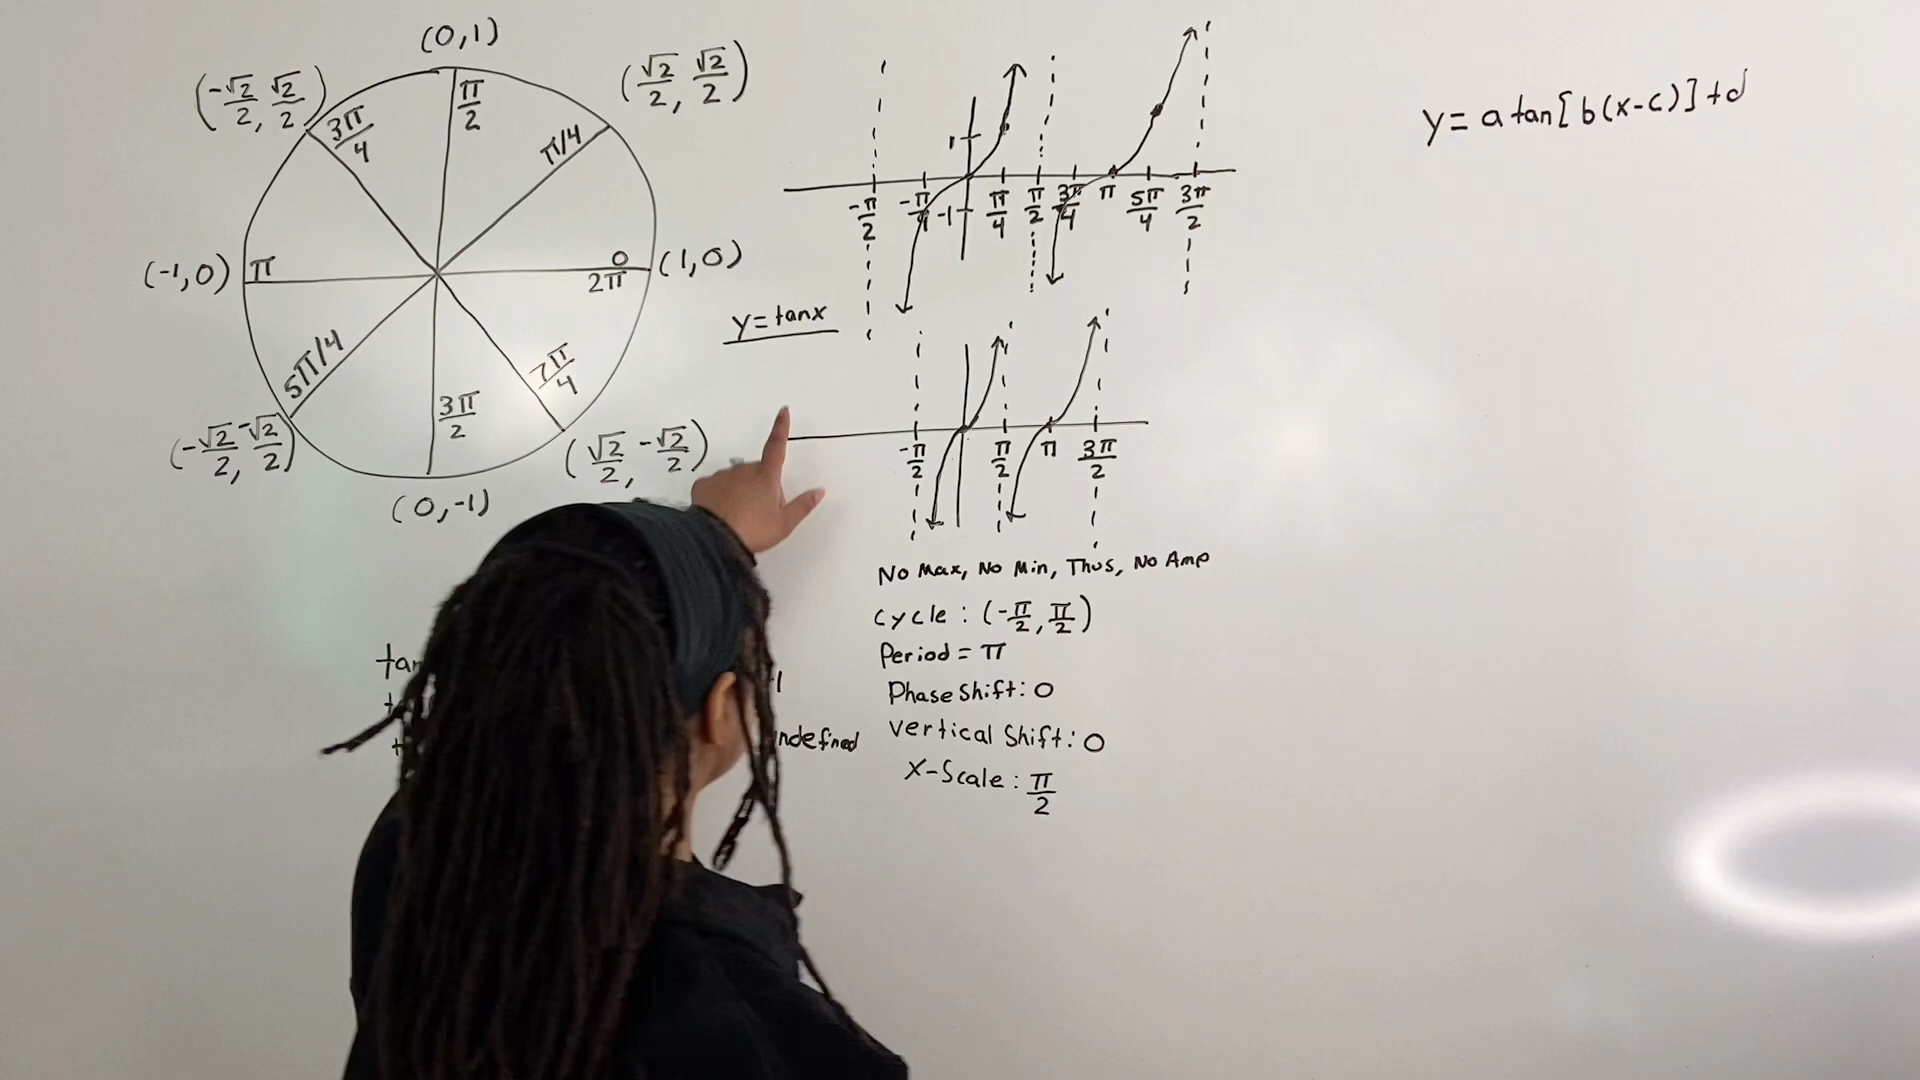 (0,1)
(-√2/2, √2/2)
(√2/2, √2/2)
3π/4
π/2
π/4
(-1,0)
π
0
2π
(1,0)
5π/4
3π/2
7π/4
(-√2/2, -√2/2)
(√2/2, -√2/2)
(0,-1)
1
-π/2 -π/4 -1 π/4 π/2 3π/4 π 5π/4 3π/2
y=tanx
-π/2 π/2 π 3π/2
No Max, No Min, Thus, No Amp
Cycle: (-π/2, π/2)
Period = π
Phase Shift: 0
Vertical Shift: 0
X-Scale: π/2
y= a tan[b(x-c)]+d